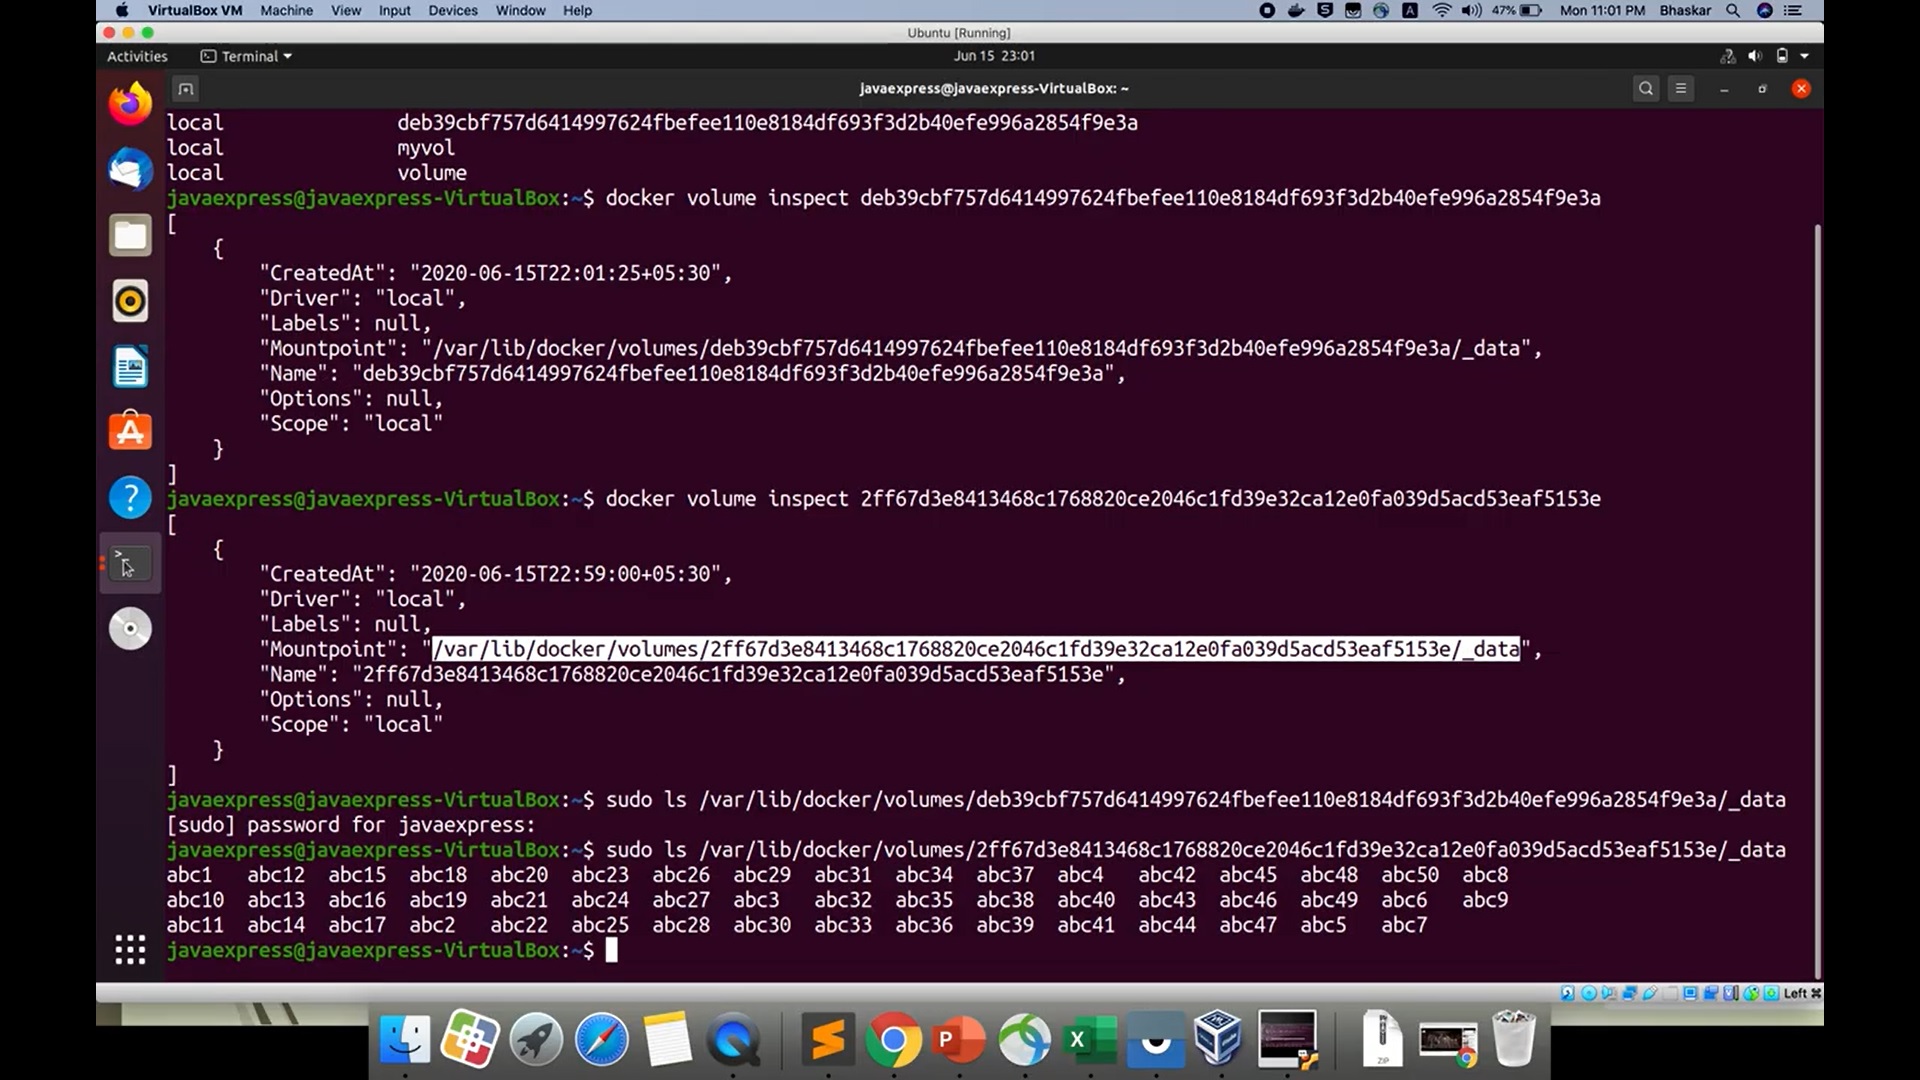 VirtualBox VM Machine View Input Devices Window Help 47% Mon 11:01 PM Bhaskar
Ubuntu [Running]
Activities Terminal Jun 15 23:01
javaexpress@javaexpress-VirtualBox: ~
local deb39cbf757d6414997624fbefee110e8184df693f3d2b40efe996a2854f9e3a
local myvol
local volume
javaexpress@javaexpress-VirtualBox:~$ docker volume inspect deb39cbf757d6414997624fbefee110e8184df693f3d2b40efe996a2854f9e3a
[
{
"CreatedAt": "2020-06-15T22:01:25+05:30",
"Driver": "local",
"Labels": null,
"Mountpoint": "/var/lib/docker/volumes/deb39cbf757d6414997624fbefee110e8184df693f3d2b40efe996a2854f9e3a/_data",
"Name": "deb39cbf757d6414997624fbefee110e8184df693f3d2b40efe996a2854f9e3a",
"Options": null,
"Scope": "local"
}
]
javaexpress@javaexpress-VirtualBox:~$ docker volume inspect 2ff67d3e8413468c1768820ce2046c1fd39e32ca12e0fa039d5acd53eaf5153e
[
{
"CreatedAt": "2020-06-15T22:59:00+05:30",
"Driver": "local",
"Labels": null,
"Mountpoint": "/var/lib/docker/volumes/2ff67d3e8413468c1768820ce2046c1fd39e32ca12e0fa039d5acd53eaf5153e/_data",
"Name": "2ff67d3e8413468c1768820ce2046c1fd39e32ca12e0fa039d5acd53eaf5153e",
"Options": null,
"Scope": "local"
}
]
javaexpress@javaexpress-VirtualBox:~$ sudo ls /var/lib/docker/volumes/deb39cbf757d6414997624fbefee110e8184df693f3d2b40efe996a2854f9e3a/_data
[sudo] password for javaexpress:
javaexpress@javaexpress-VirtualBox:~$ sudo ls /var/lib/docker/volumes/2ff67d3e8413468c1768820ce2046c1fd39e32ca12e0fa039d5acd53eaf5153e/_data
abc1 abc12 abc15 abc18 abc20 abc23 abc26 abc29 abc31 abc34 abc37 abc4 abc42 abc45 abc48 abc50 abc8
abc10 abc13 abc16 abc19 abc21 abc24 abc27 abc3 abc32 abc35 abc38 abc40 abc43 abc46 abc49 abc6 abc9
abc11 abc14 abc17 abc2 abc22 abc25 abc28 abc30 abc33 abc36 abc39 abc41 abc44 abc47 abc5 abc7
javaexpress@javaexpress-VirtualBox:~$
Left ⌘
ZIP